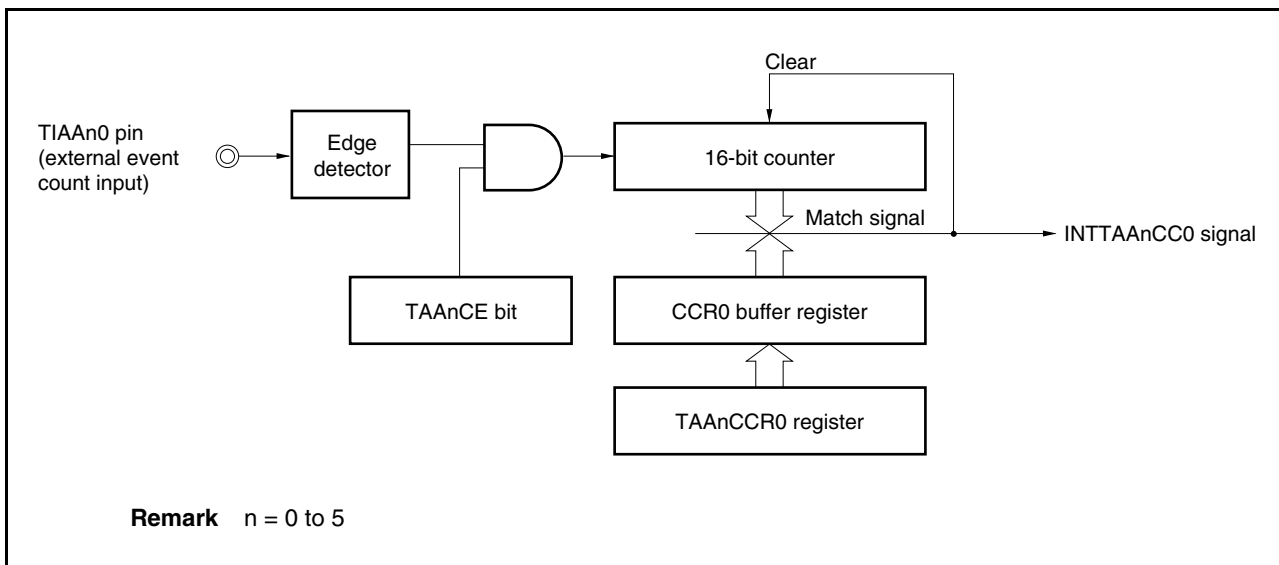 Clear
TIAAn0 pin
(external event
count input)
Edge
detector
16-bit counter
Match signal
INTTAAnCC0 signal
TAAnCE bit
CCR0 buffer register
TAAnCCR0 register
Remark n = 0 to 5